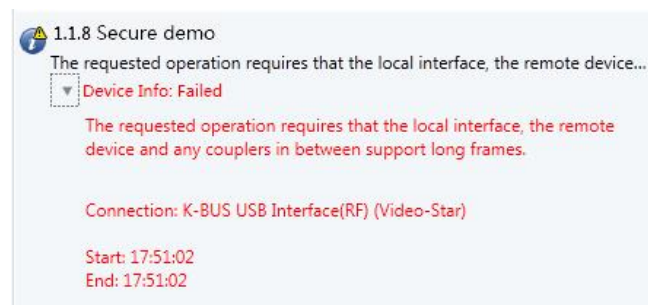 1.1.8 Secure demo
The requested operation requires that the local interface, the remote device...
Device Info: Failed
The requested operation requires that the local interface, the remote
device and any couplers in between support long frames.
Connection: K-BUS USB Interface(RF) (Video-Star)
Start: 17:51:02
End: 17:51:02